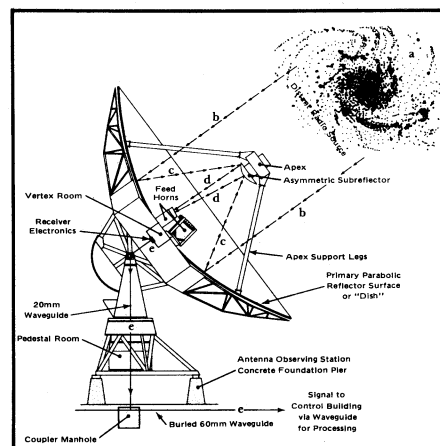 a
Distant Radio Source
b
c
Apex
Asymmetric Subreflector
Feed
Horns
d
d
b
Vertex Room
Receiver
Electronics
e
c
Apex Support Legs
Primary Parabolic
Reflector Surface
or "Dish"
20mm
Waveguide
e
Pedestal Room
Antenna Observing Station
Concrete Foundation Pier
e
Signal to
Control Building
via Waveguide
for Processing
Buried 60mm Waveguide
Coupler Manhole